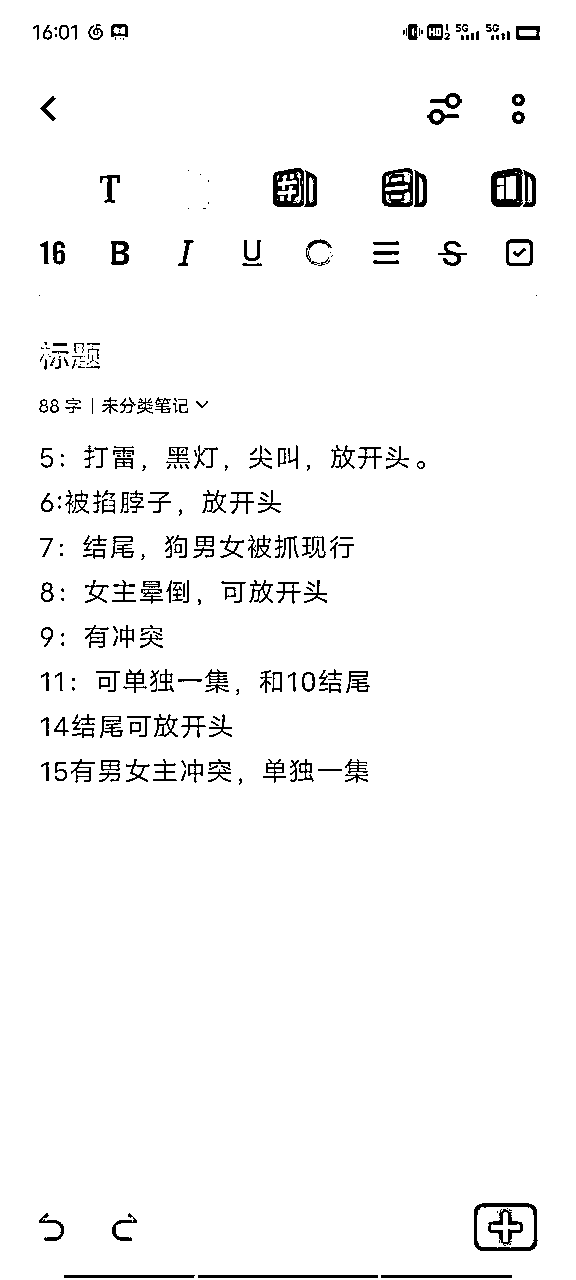 16:01
16 B I U S
标题
88 字 | 未分类笔记
5：打雷，黑灯，尖叫，放开头。
6:被掐脖子，放开头
7：结尾，狗男女被抓现行
8：女主晕倒，可放开头
9：有冲突
11：可单独一集，和10结尾
14结尾可放开头
15有男女主冲突，单独一集